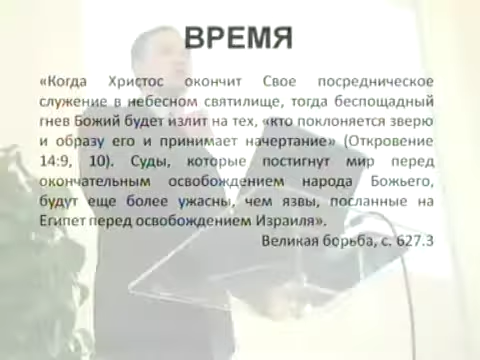 ВРЕМЯ
«Когда Христос окончит Свое посредническое
служение в небесном святилище, тогда беспощадный
гнев Божий будет излит на тех, «кто поклоняется зверю
и образу его и принимает начертание» (Откровение
14:9, 10). Суды, которые постигнут мир перед
окончательным освобождением народа Божьего,
будут еще более ужасны, чем язвы, посланные на
Египет перед освобождением Израиля».
Великая борьба, с. 627.3